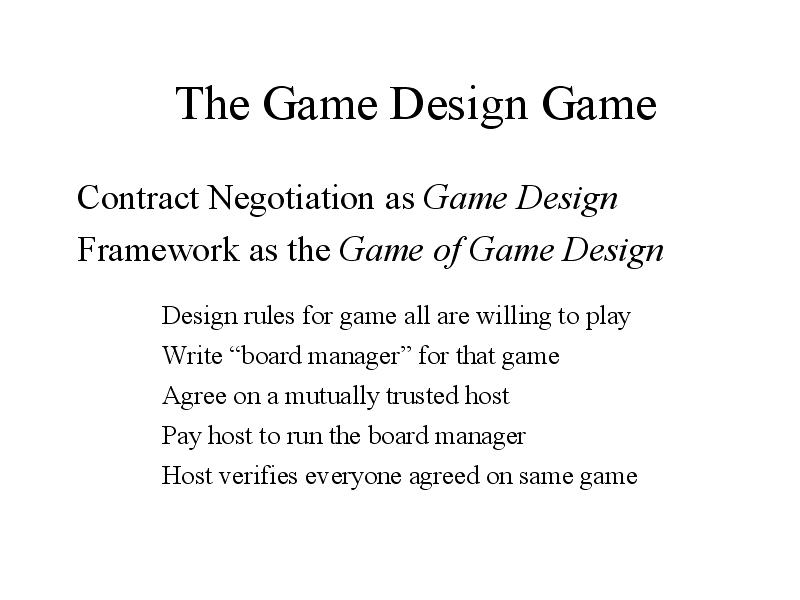 The Game Design Game
Contract Negotiation as Game Design
Framework as the Game of Game Design
Design rules for game all are willing to play
Write “board manager” for that game
Agree on a mutually trusted host
Pay host to run the board manager
Host verifies everyone agreed on same game